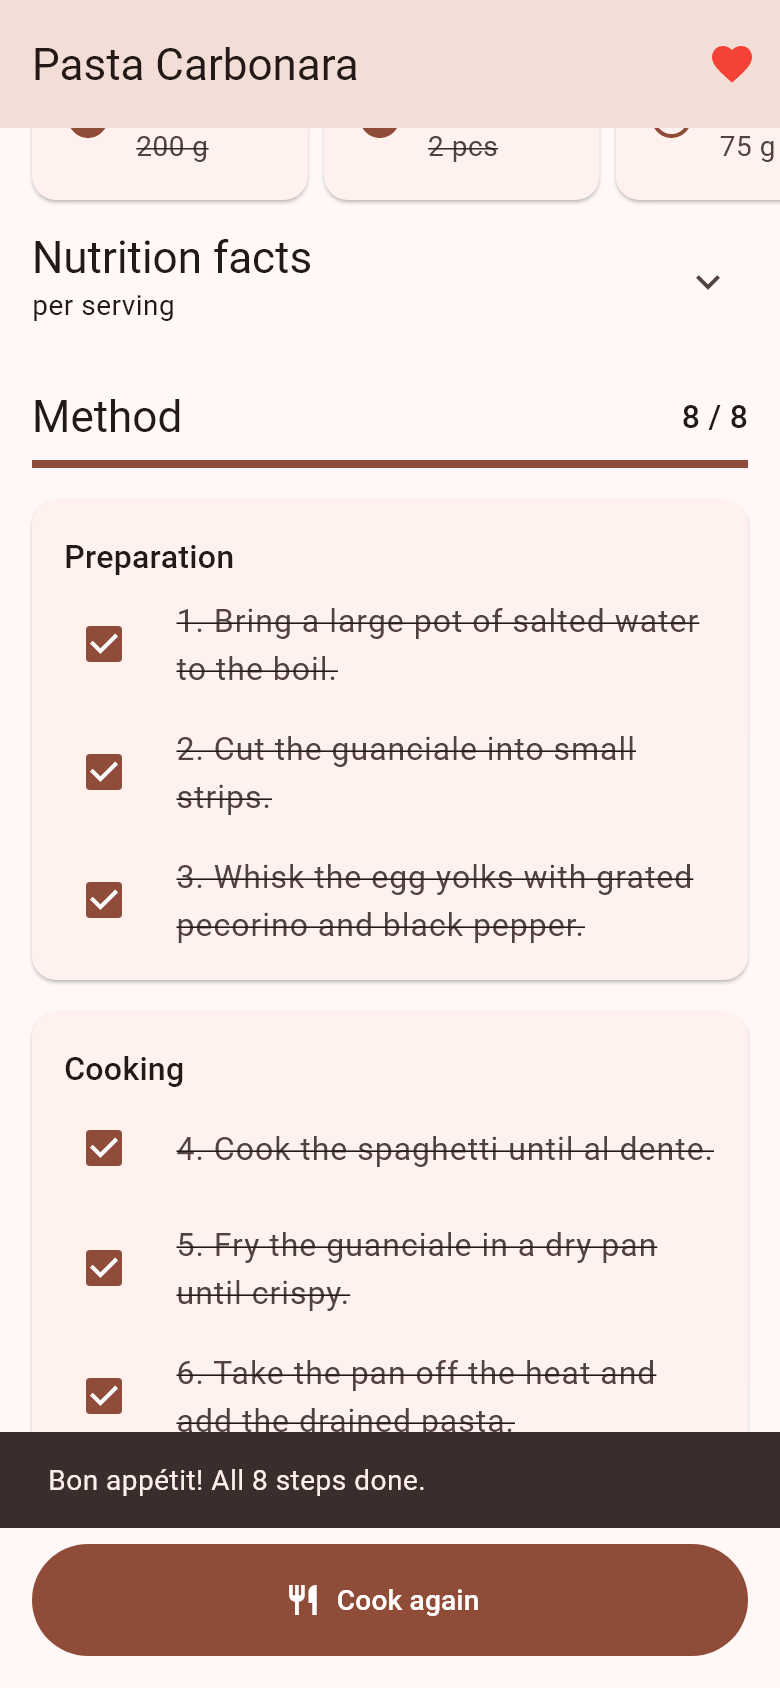 Pasta Carbonara
200 g
2 pcs
75 g
Nutrition facts
per serving
Method
8 / 8
Preparation
1. Bring a large pot of salted water
to the boil.
2. Cut the guanciale into small
strips.
3. Whisk the egg yolks with grated
pecorino and black pepper.
Cooking
4. Cook the spaghetti until al dente.
5. Fry the guanciale in a dry pan
until crispy.
6. Take the pan off the heat and
add the drained pasta.
Bon appétit! All 8 steps done.
Cook again